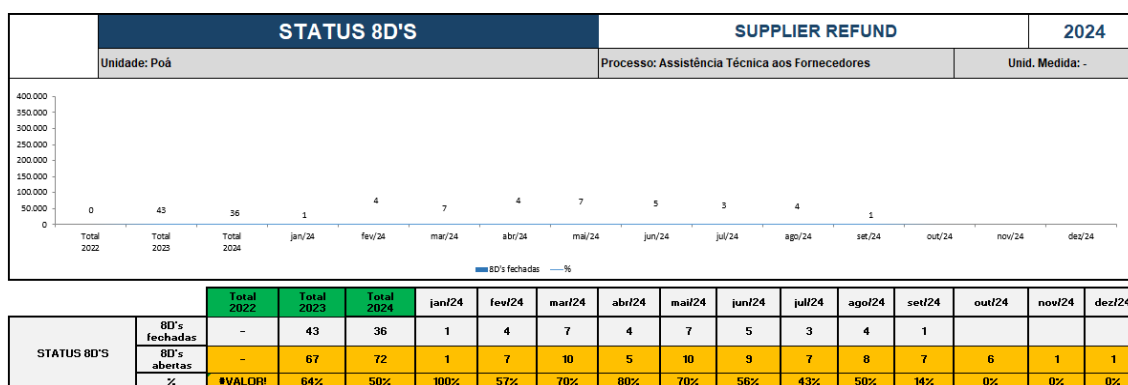 STATUS 8D'S SUPPLIER REFUND 2024
Unidade: Poá Processo: Assistência Técnica aos Fornecedores Unid. Medida: -
400.000
350.000
300.000
250.000
200.000
150.000
100.000
50.000
0
0 43 36 1 4 7 4 7 5 3 4 1
Total 2022 Total 2023 Total 2024 jan/24 fev/24 mar/24 abr/24 mai/24 jun/24 jul/24 ago/24 set/24 out/24 nov/24 dez/24
8D's fechadas %
Total 2022 Total 2023 Total 2024 jan/24 fev/24 mar/24 abr/24 mai/24 jun/24 jul/24 ago/24 set/24 out/24 nov/24 dez/24
STATUS 8D'S
8D's fechadas - 43 36 1 4 7 4 7 5 3 4 1
8D's abertas - 67 72 1 7 10 5 10 9 7 8 7 6 1 1
% #VALOR! 64% 50% 100% 57% 70% 80% 70% 56% 43% 50% 14% 0% 0% 0%